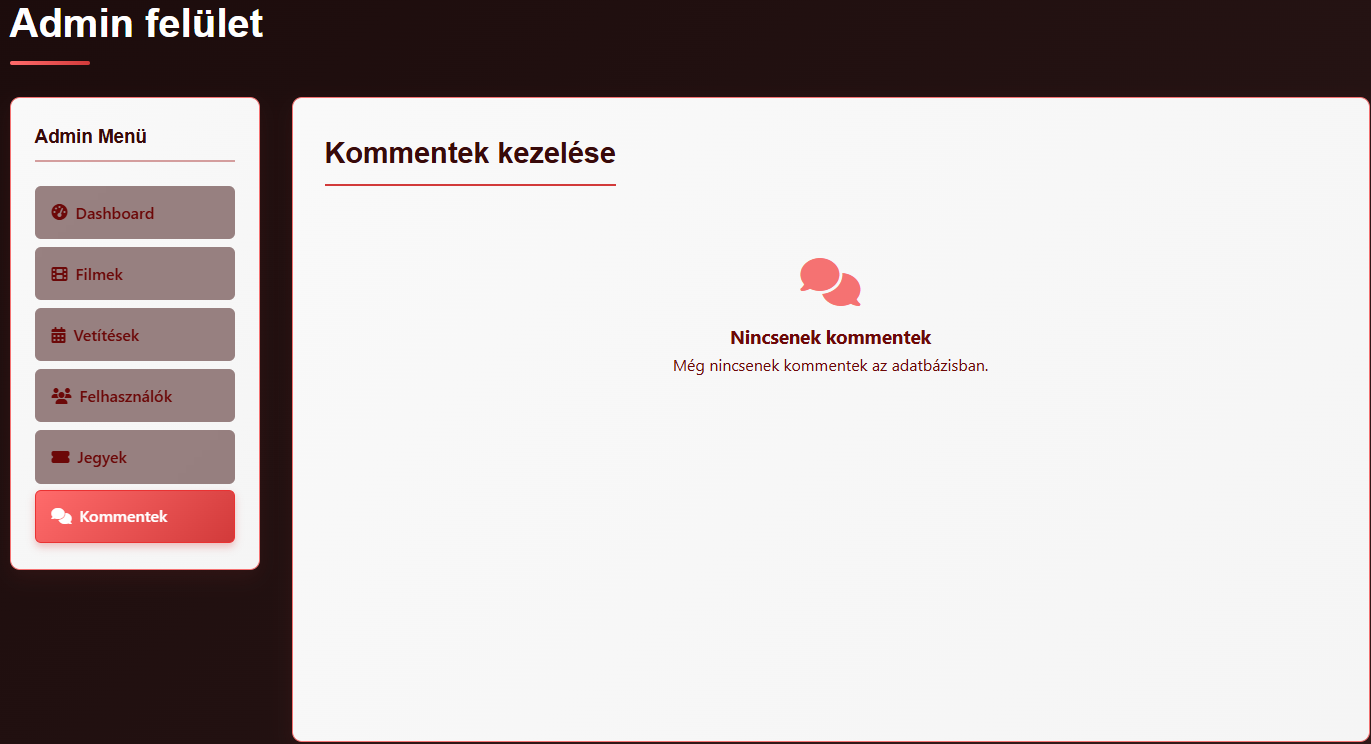 Admin felület
Admin Menü
Dashboard
Filmek
Vetítések
Felhasználók
Jegyek
Kommentek
Kommentek kezelése
Nincsenek kommentek
Még nincsenek kommentek az adatbázisban.